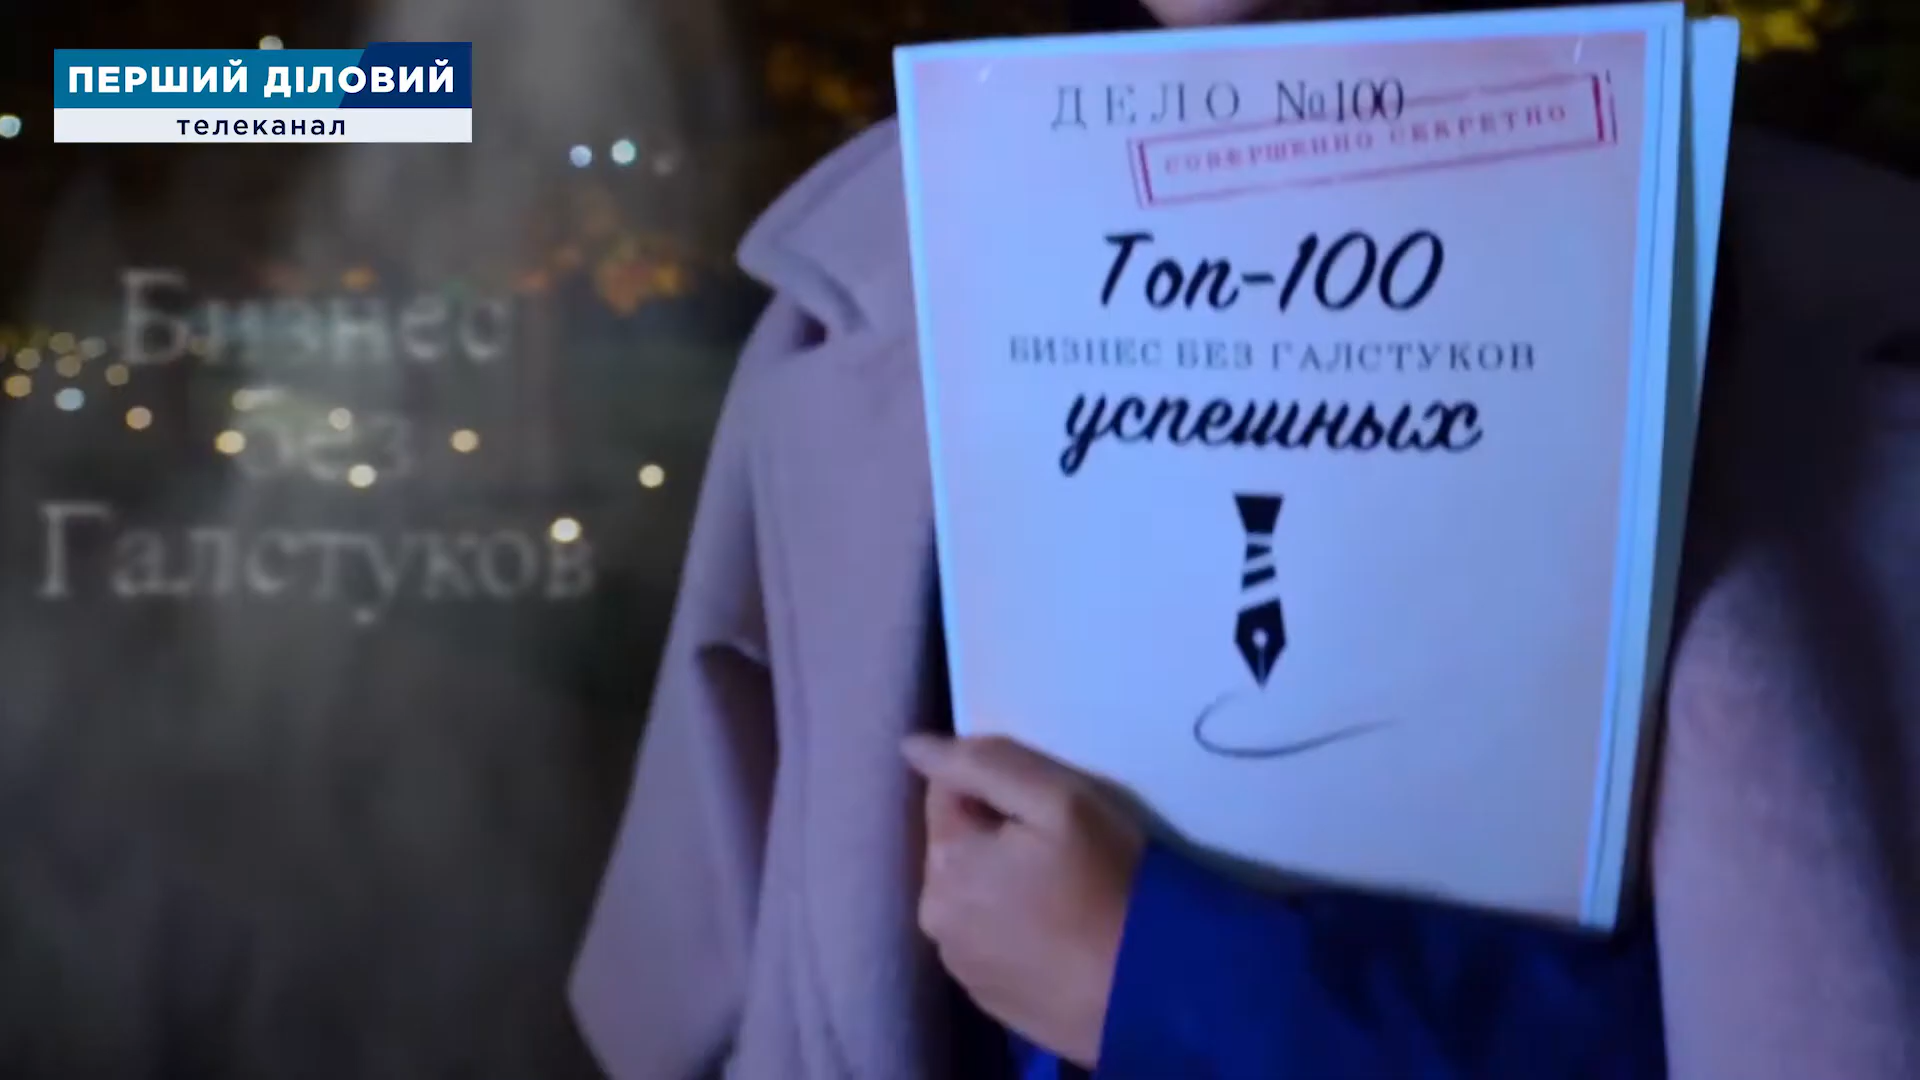 ПЕРШИЙ ДІЛОВИЙ
телеканал
Бизнес
без
Галстуков
ДЕЛО №100
СОВЕРШЕННО СЕКРЕТНО
Топ-100
БИЗНЕС БЕЗ ГАЛСТУКОВ
успешных